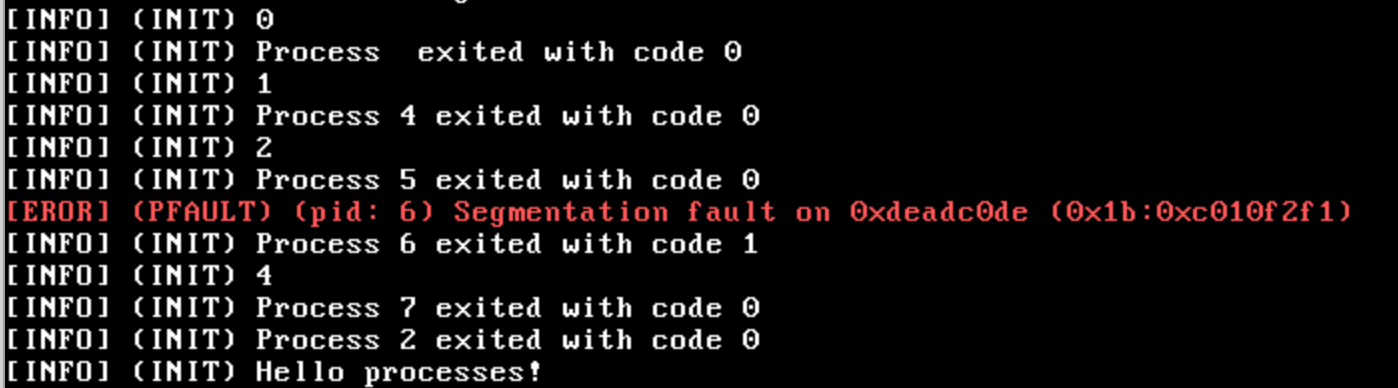 [INFO] (INIT) 0
[INFO] (INIT) Process  exited with code 0
[INFO] (INIT) 1
[INFO] (INIT) Process 4 exited with code 0
[INFO] (INIT) 2
[INFO] (INIT) Process 5 exited with code 0
[EROR] (PFAULT) (pid: 6) Segmentation fault on 0xdeadc0de (0x1b:0xc010f2f1)
[INFO] (INIT) Process 6 exited with code 1
[INFO] (INIT) 4
[INFO] (INIT) Process 7 exited with code 0
[INFO] (INIT) Process 2 exited with code 0
[INFO] (INIT) Hello processes!